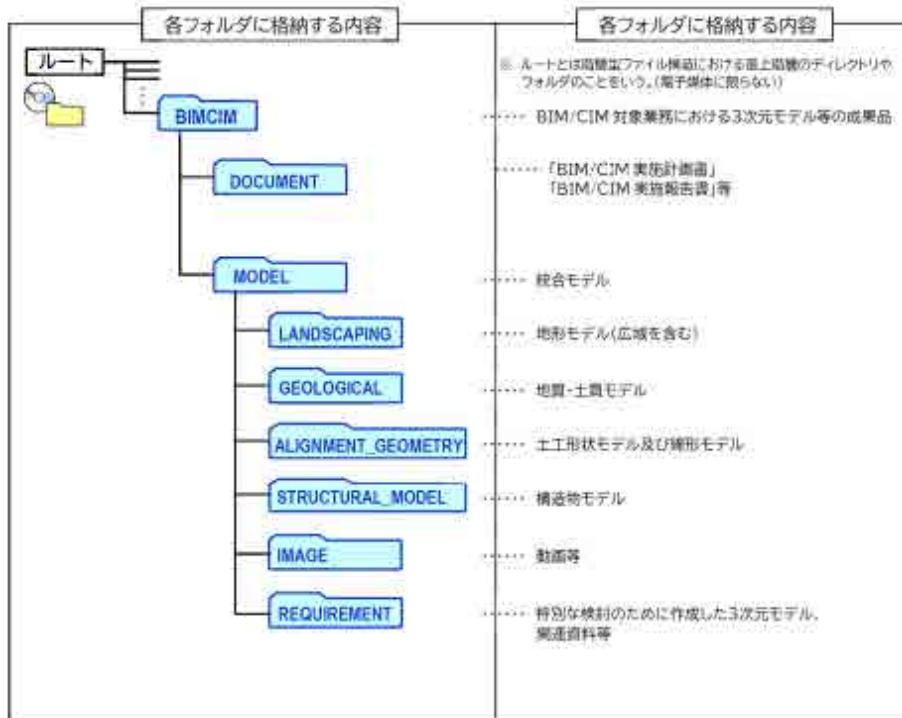 各フォルダに格納する内容
各フォルダに格納する内容
ルート
※ ルートとは階層型ファイル構造における最上階層のディレクトリや
フォルダのことをいう。(電子媒体に限らない)
BIMCIM
BIM/CIM 対象業務における3次元モデル等の成果品
DOCUMENT
「BIM/CIM 実施計画書」
「BIM/CIM 実施報告書」等
MODEL
統合モデル
LANDSCAPING
地形モデル(広域を含む)
GEOLOGICAL
地質・土質モデル
ALIGNMENT_GEOMETRY
土工形状モデル及び線形モデル
STRUCTURAL_MODEL
構造物モデル
IMAGE
動画等
REQUIREMENT
特別な検討のために作成した3次元モデル、
関連資料等